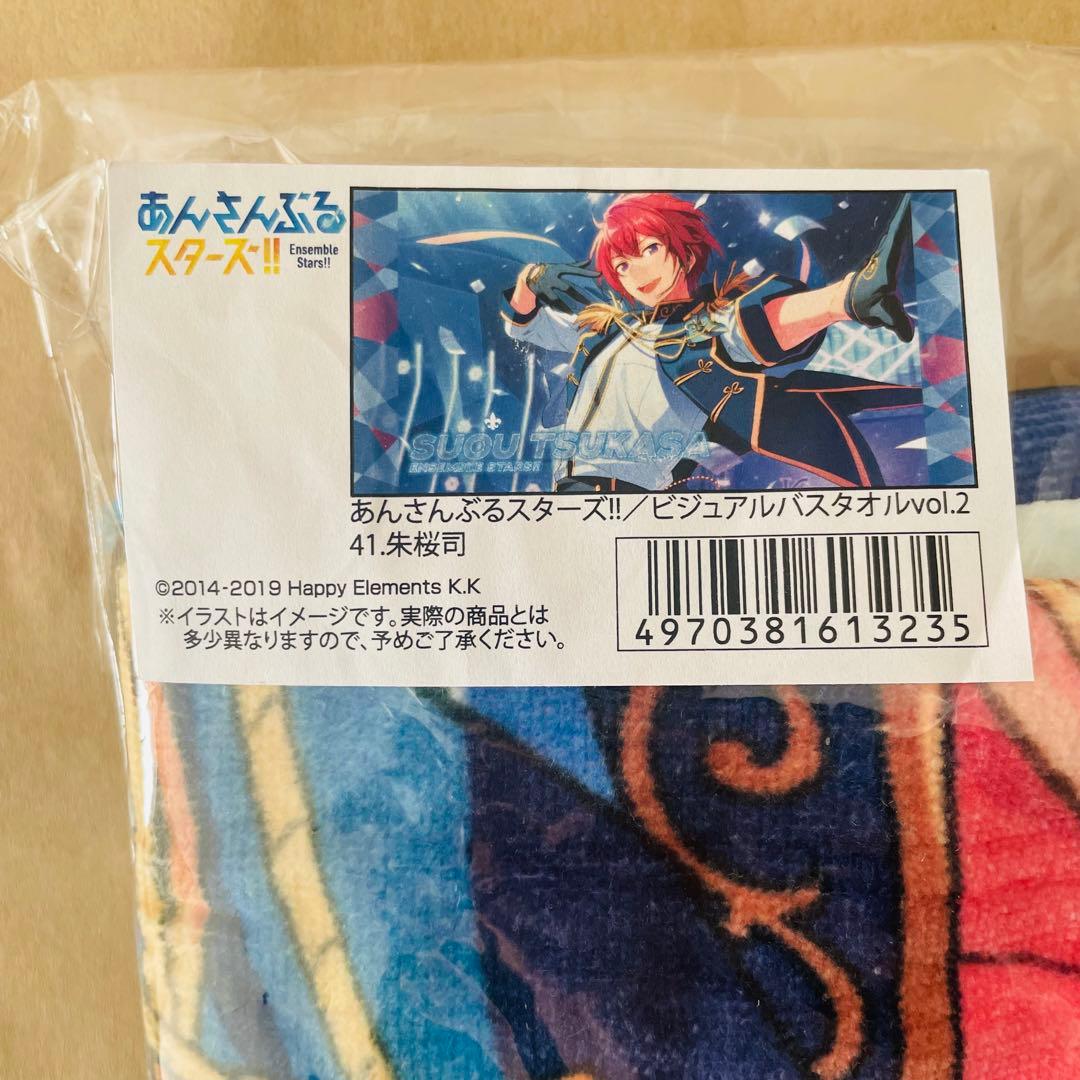 あんさんぶる
スターズ!!
Ensemble
Stars!!
SUOU TSUKASA
ENSEMBLE STARS!
あんさんぶるスターズ!!／ビジュアルバスタオルvol.2
41.朱桜司
©2014-2019 Happy Elements K.K
※イラストはイメージです。実際の商品とは
多少異なりますので、予めご了承ください。
4970381613235